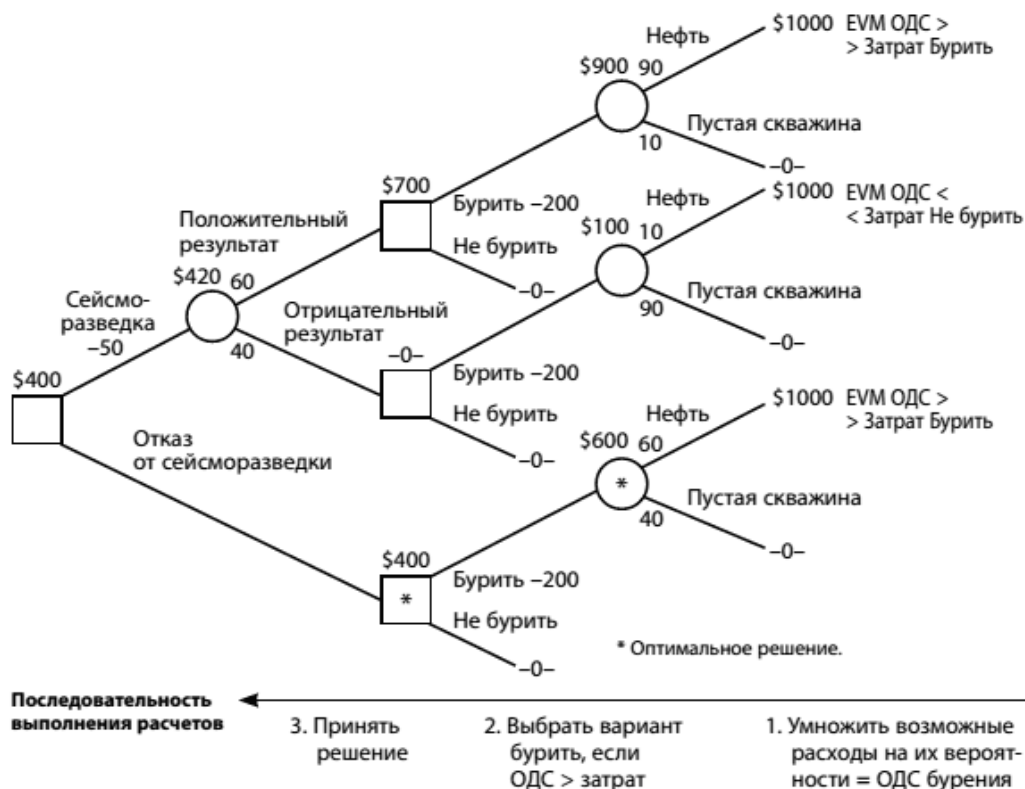 Нефть
$1000 EVM ОДС >
> Затрат Бурить
$900 90
Пустая скважина
10
–0–
$700
Бурить –200
Не бурить
–0–
Нефть
$1000 EVM ОДС <
< Затрат Не бурить
$100 10
Пустая скважина
90
–0–
Положительный
результат
$420 60
Сейсмо-
разведка
–50
40
Отрицательный
результат
–0–
Бурить –200
Не бурить
–0–
$400
Отказ
от сейсморазведки
Нефть
$1000 EVM ОДС >
> Затрат Бурить
$600 60
*
Пустая скважина
40
–0–
$400
*
Бурить –200
Не бурить
–0–
* Оптимальное решение.
Последовательность
выполнения расчетов
3. Принять
решение
2. Выбрать вариант
бурить, если
ОДС > затрат
1. Умножить возможные
расходы на их вероят-
ности = ОДС бурения